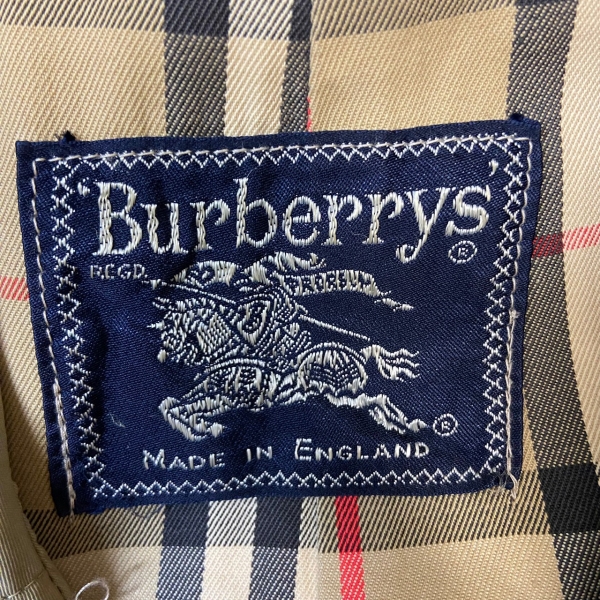 'Burberrys'
®
REGD.
®
MADE IN ENGLAND